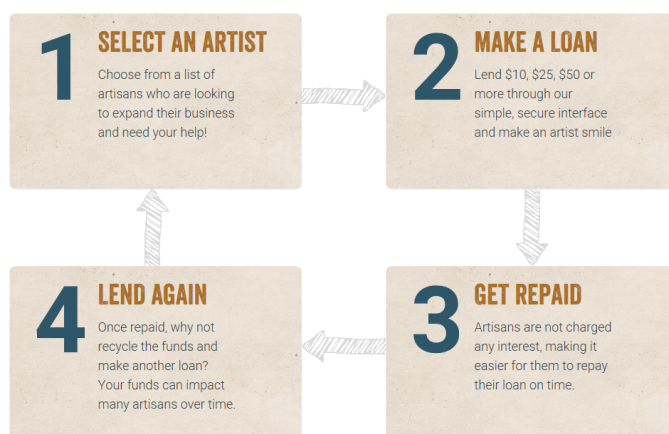 1
SELECT AN ARTIST
Choose from a list of
artisans who are looking
to expand their business
and need your help!
2
MAKE A LOAN
Lend $10, $25, $50 or
more through our
simple, secure interface
and make an artist smile
3
GET REPAID
Artisans are not charged
any interest, making it
easier for them to repay
their loan on time.
4
LEND AGAIN
Once repaid, why not
recycle the funds and
make another loan?
Your funds can impact
many artisans over time.